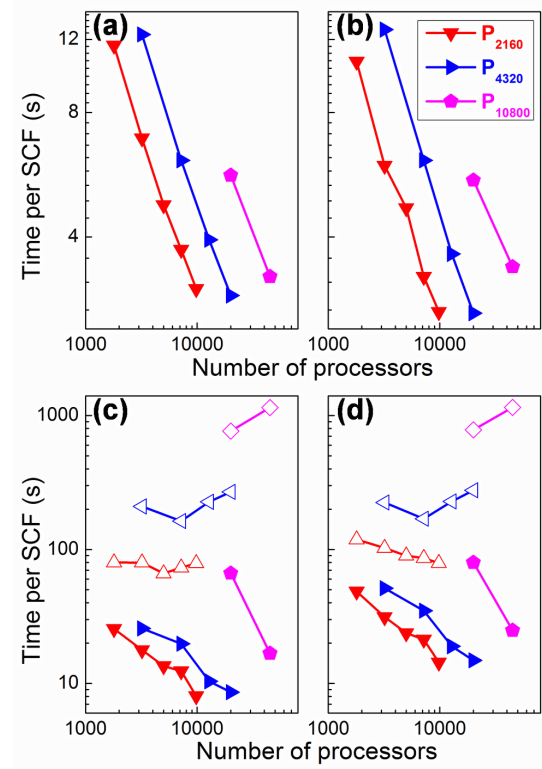 (a)
(b)
12
8
4
Time per SCF (s)
P2160
P4320
P10800
1000
10000
1000
10000
Number of processors
(c)
(d)
1000
100
10
Time per SCF (s)
1000
10000
1000
10000
Number of processors